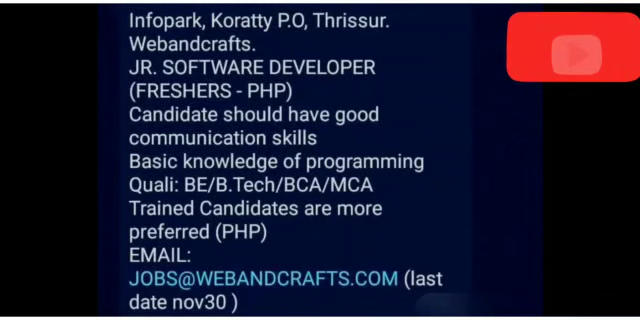 Infopark, Koratty P.O, Thrissur.
Webandcrafts.
JR. SOFTWARE DEVELOPER
(FRESHERS - PHP)
Candidate should have good
communication skills
Basic knowledge of programming
Quali: BE/B.Tech/BCA/MCA
Trained Candidates are more
preferred (PHP)
EMAIL:
JOBS@WEBANDCRAFTS.COM (last
date nov30 )